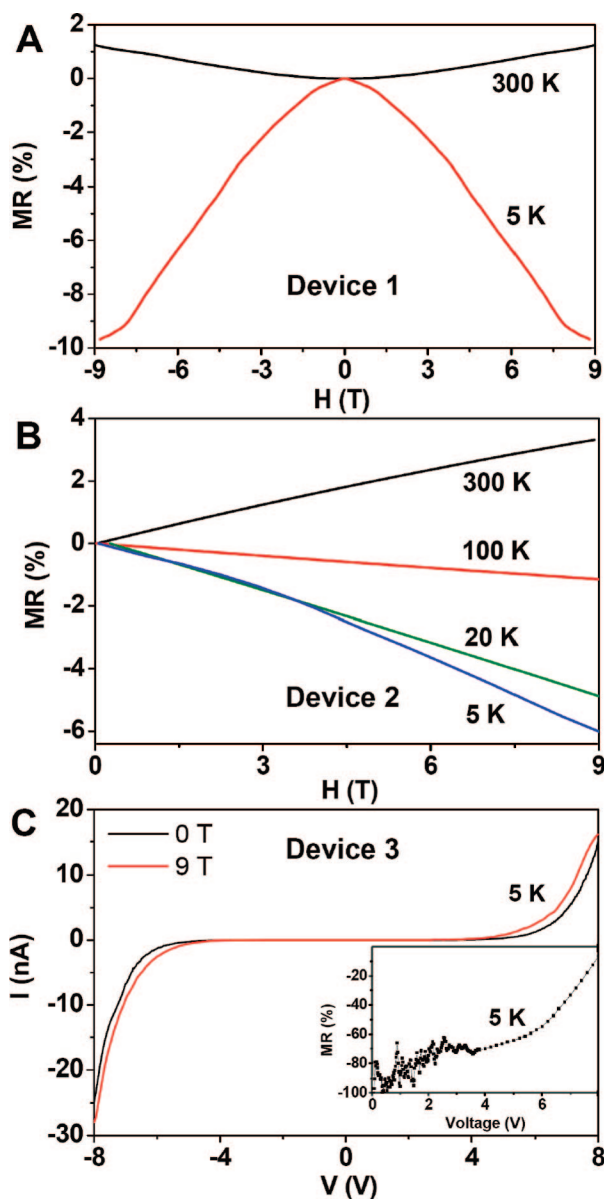 A
2
0
-2
-4
-6
-8
-10
MR (%)
300 K
5 K
Device 1
-9 -6 -3 0 3 6 9
H (T)
B
4
2
0
-2
-4
-6
MR (%)
300 K
100 K
20 K
5 K
Device 2
0 3 6 9
H (T)
C
20
10
0
-10
-20
-30
I (nA)
0 T
9 T
Device 3
5 K
-20
-40
-60
-80
-100
MR (%)
5 K
0 2 4 6
Voltage (V)
-8 -4 0 4 8
V (V)